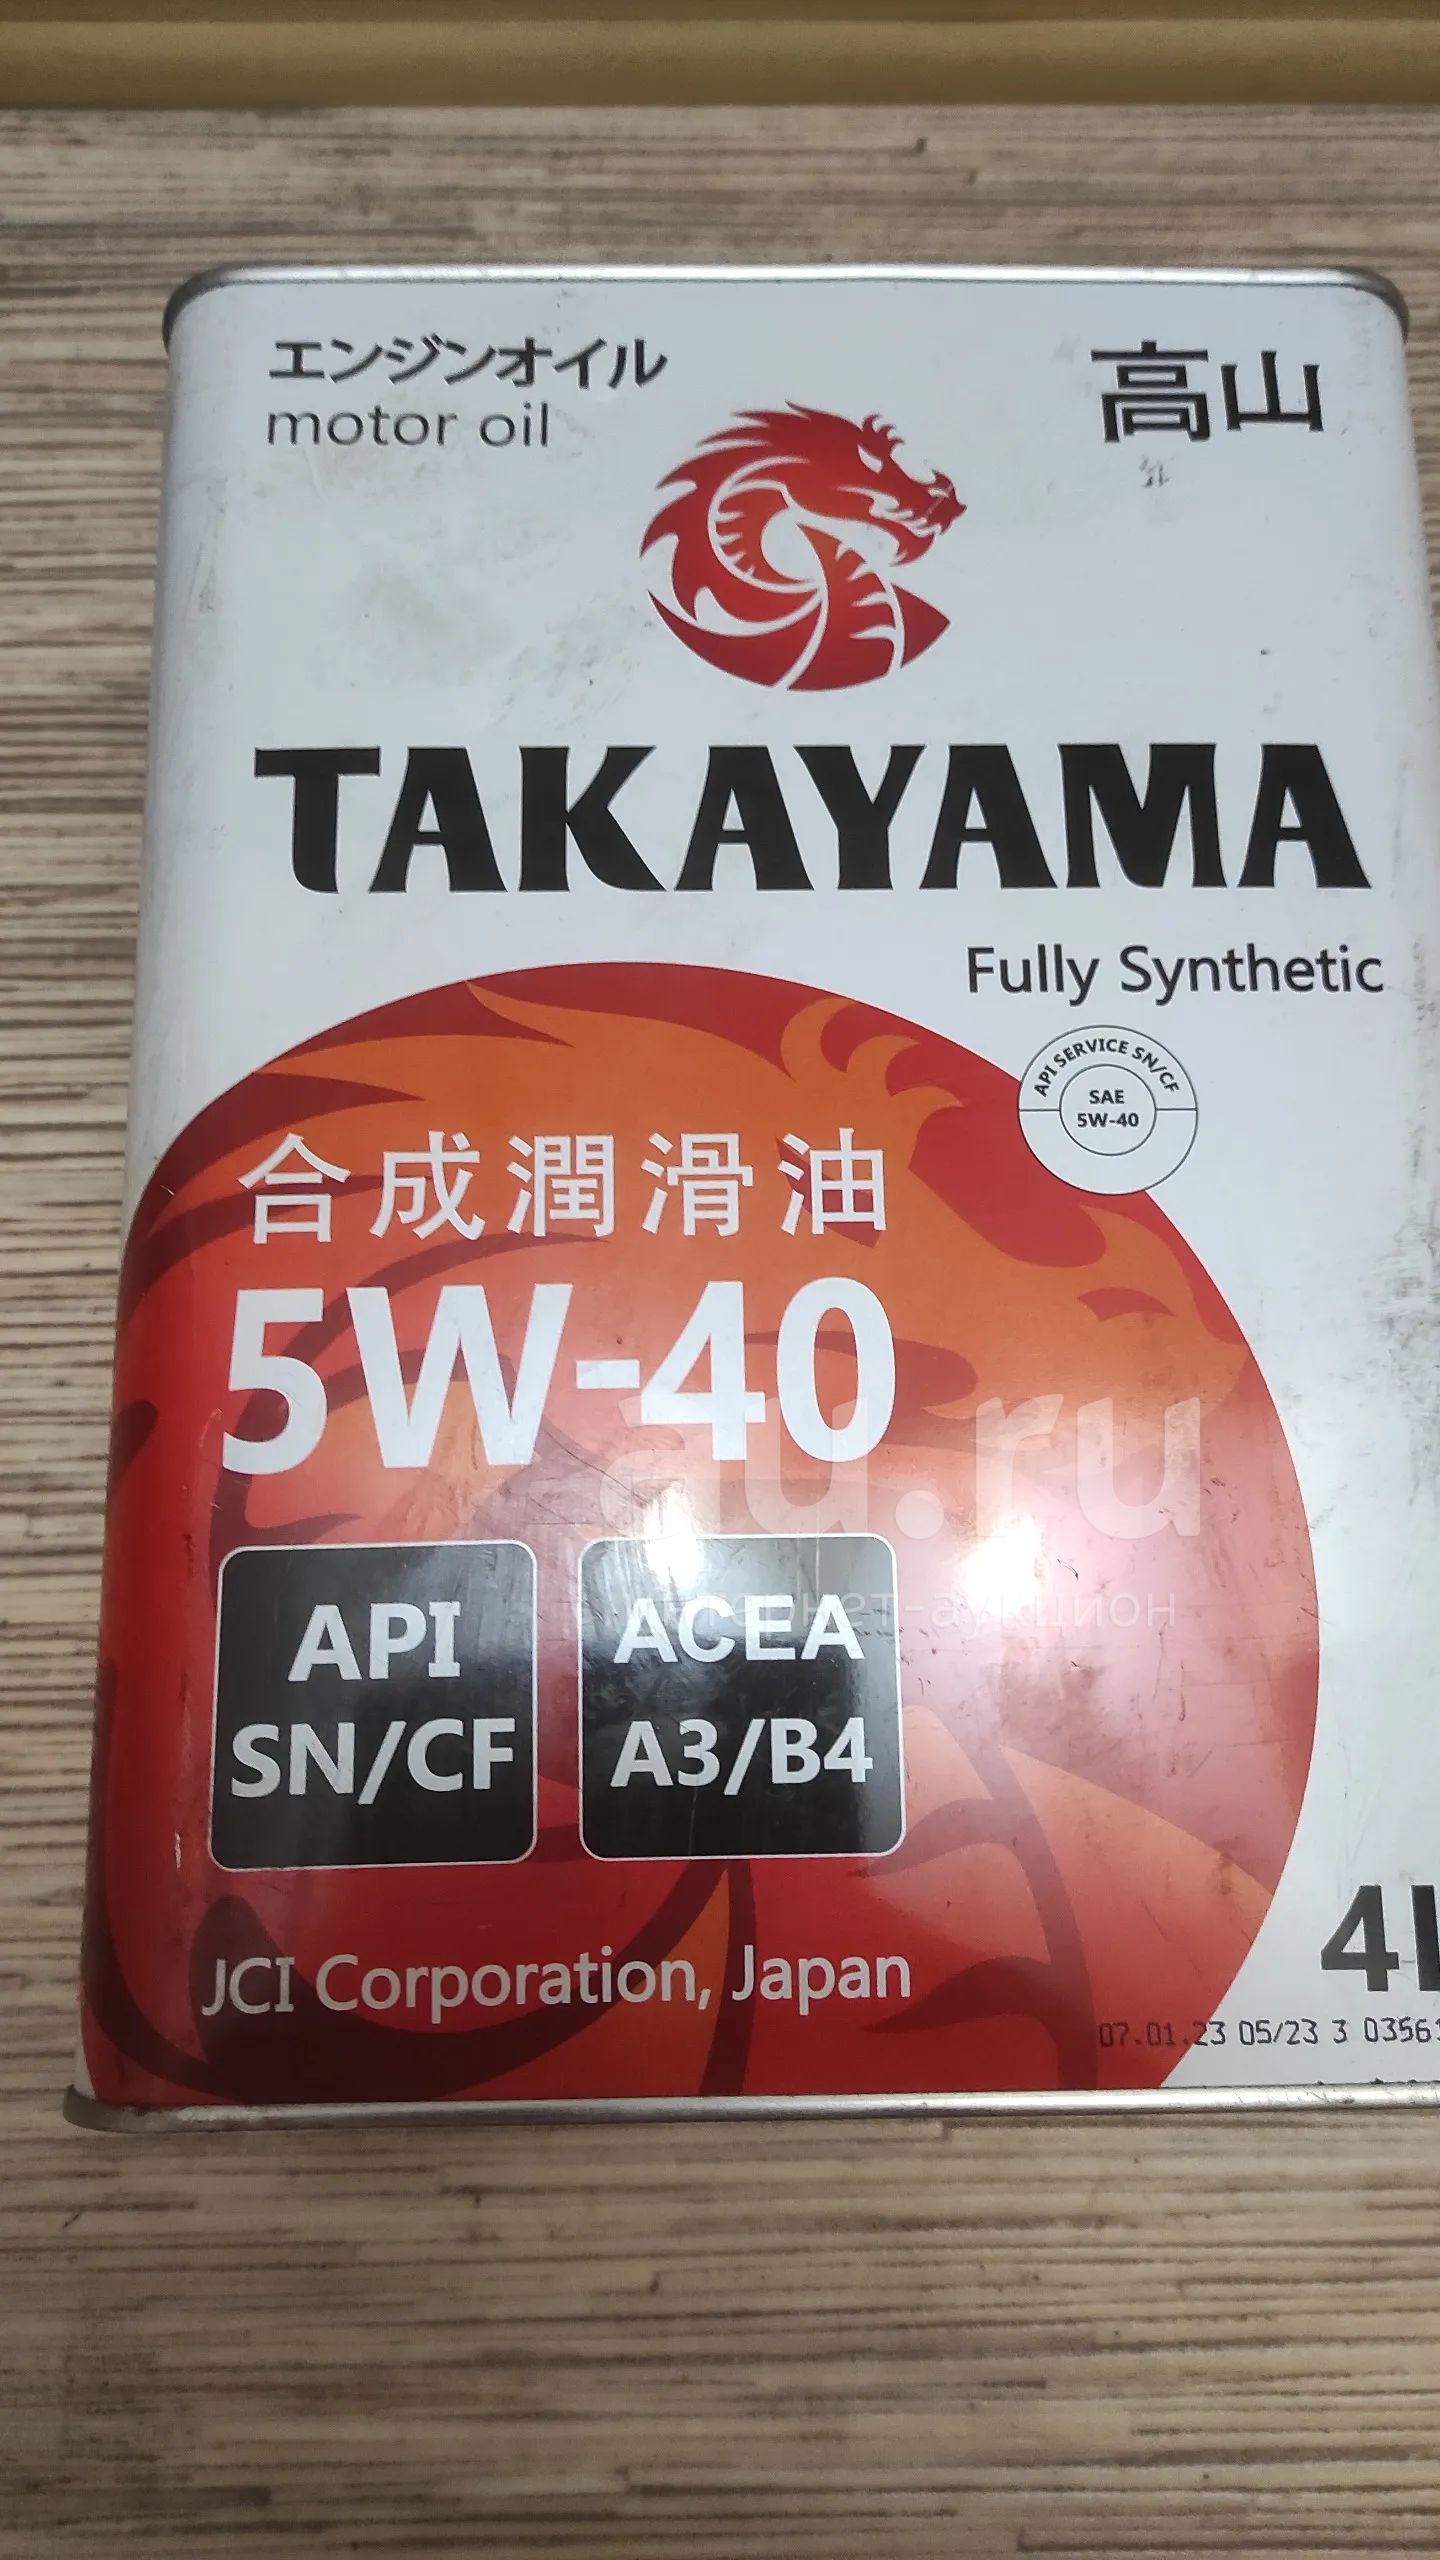 エンジンオイル
motor oil
高山
TAKAYAMA
Fully Synthetic
API SERVICE SN/CF
SAE
5W-40
合成潤滑油
5W-40
au.ru
интернет-аукцион
API
SN/CF
ACEA
A3/B4
JCI Corporation, Japan
4L
07.01.23 05/23 3 03561